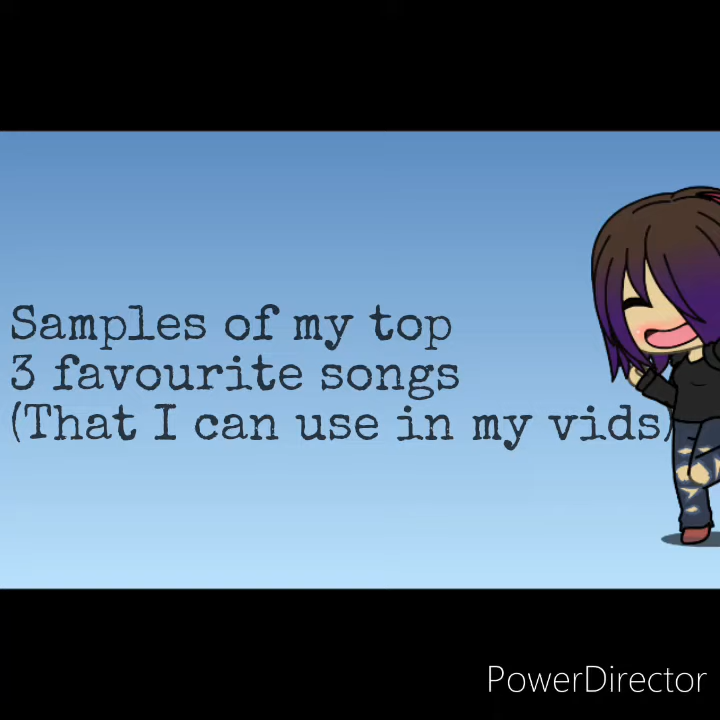 Samples of my top
3 favourite songs
(That I can use in my vids)
PowerDirector